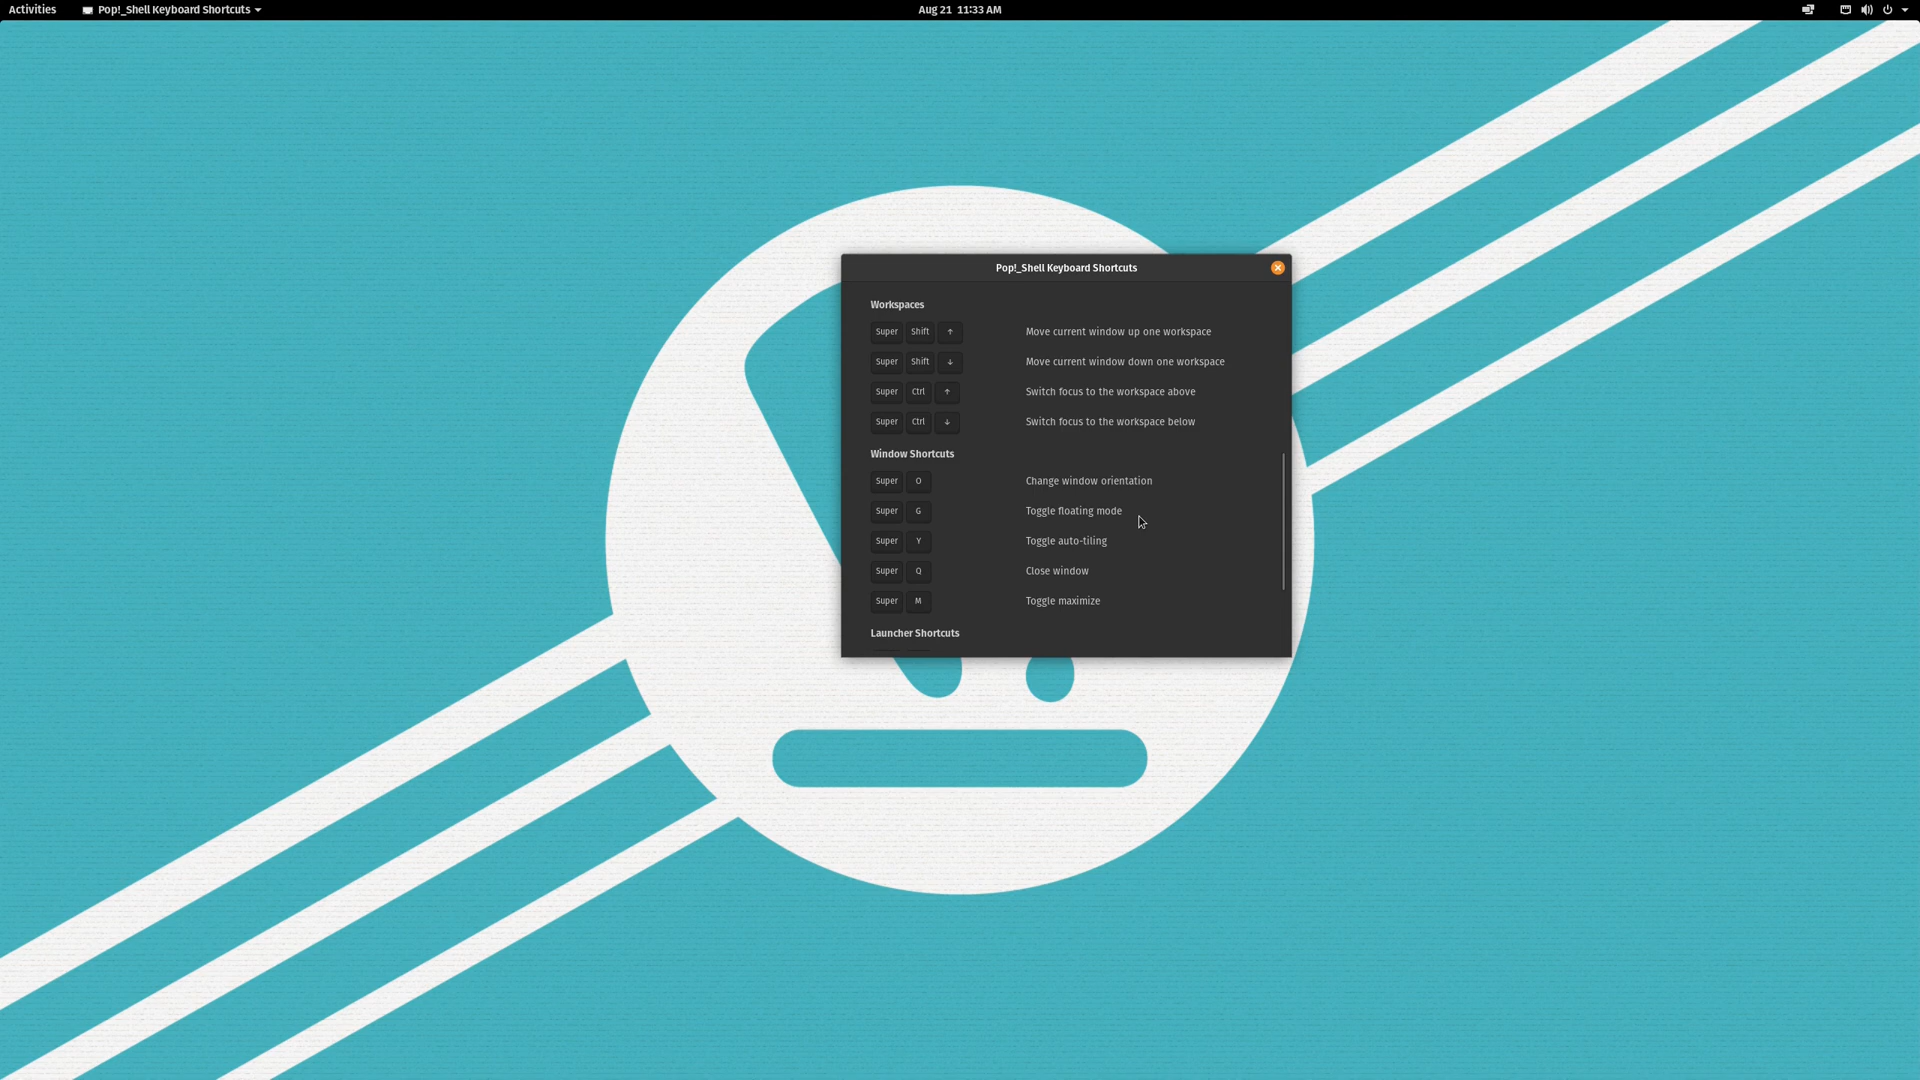 Activities Pop!_Shell Keyboard Shortcuts Aug 21 11:33 AM
Pop!_Shell Keyboard Shortcuts
Workspaces
Super Shift ↑ Move current window up one workspace
Super Shift ↓ Move current window down one workspace
Super Ctrl ↑ Switch focus to the workspace above
Super Ctrl ↓ Switch focus to the workspace below
Window Shortcuts
Super O Change window orientation
Super G Toggle floating mode
Super Y Toggle auto-tiling
Super Q Close window
Super M Toggle maximize
Launcher Shortcuts